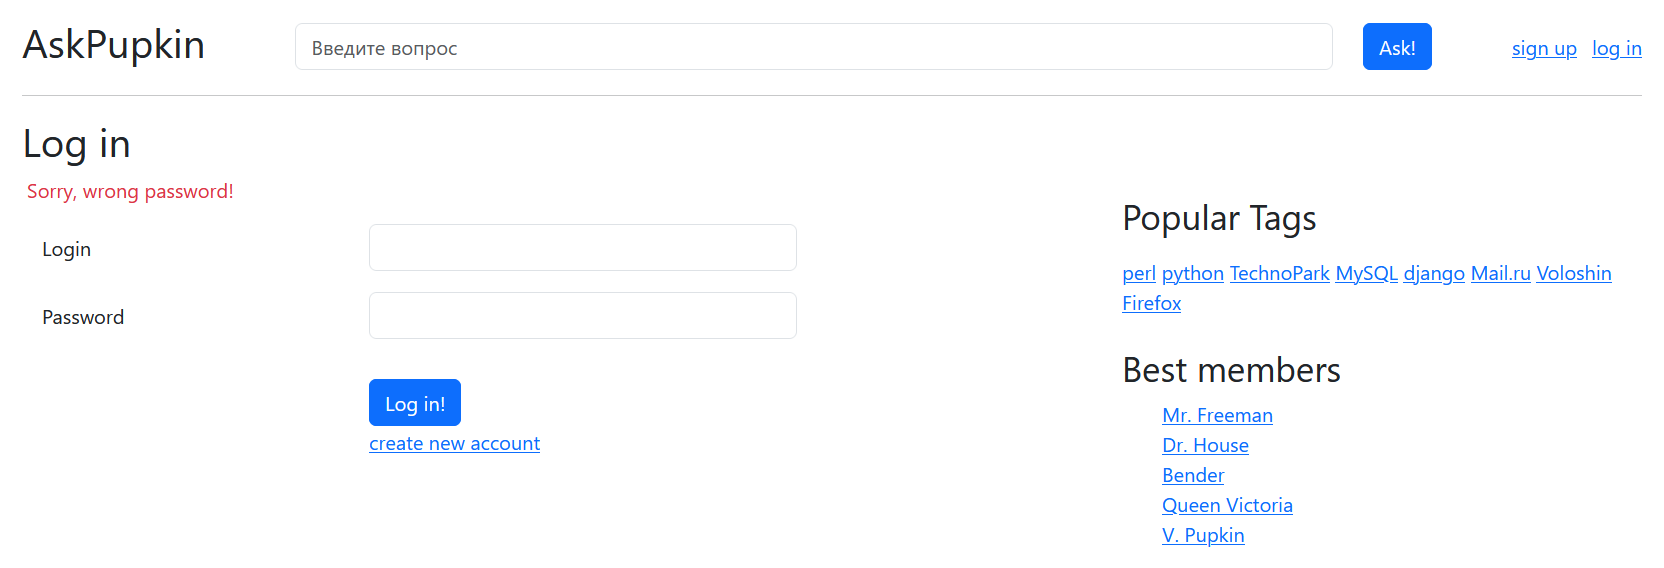 AskPupkin
Введите вопрос
Ask!
sign up log in
Log in
Sorry, wrong password!
Login
Password
Log in!
create new account
Popular Tags
perl python TechnoPark MySQL django Mail.ru Voloshin
Firefox
Best members
Mr. Freeman
Dr. House
Bender
Queen Victoria
V. Pupkin